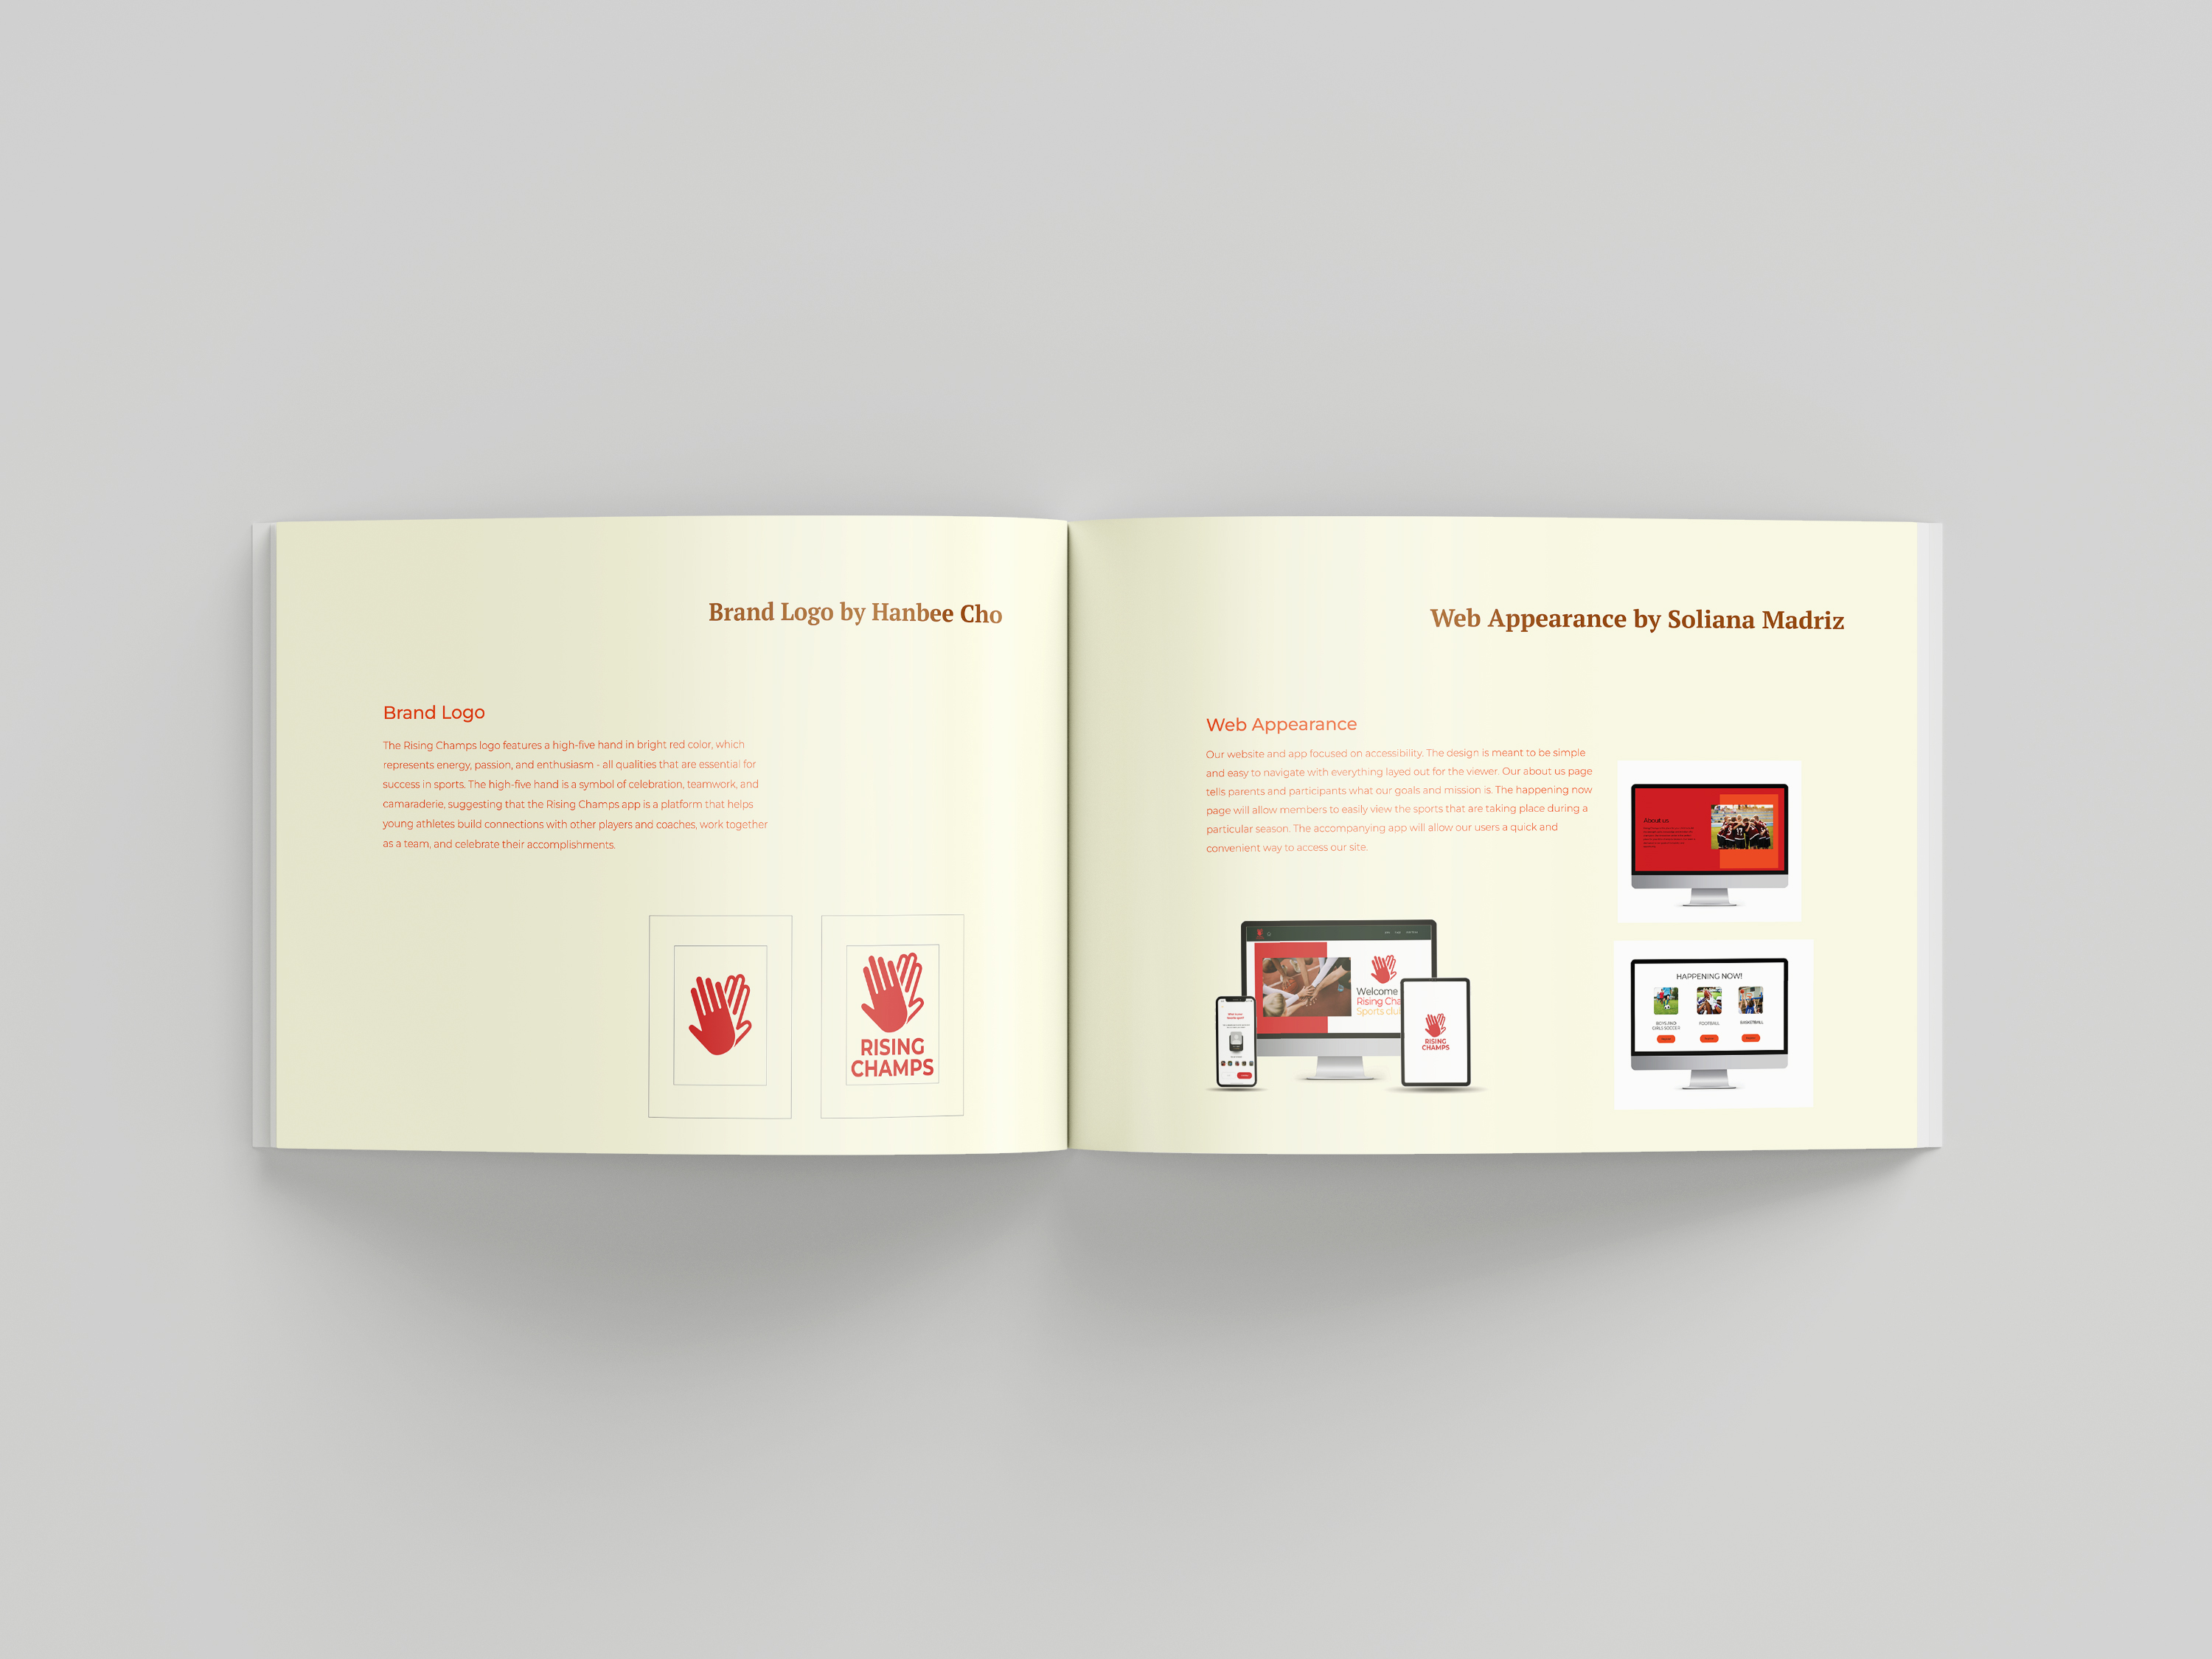 Brand Logo by Hanbee Cho
Brand Logo
The Rising Champs logo features a high-five hand in bright red color, which
represents energy, passion, and enthusiasm - all qualities that are essential for
success in sports. The high-five hand is a symbol of celebration, teamwork, and
camaraderie, suggesting that the Rising Champs app is a platform that helps
young athletes build connections with other players and coaches, work together
as a team, and celebrate their accomplishments.
RISING
CHAMPS
Web Appearance by Soliana Madriz
Web Appearance
Our website and app focused on accessibility. The design is meant to be simple
and easy to navigate with everything layed out for the viewer. Our about us page
tells parents and participants what our goals and mission is. The happening now
page will allow members to easily view the sports that are taking place during a
particular season. The accompanying app will allow our users a quick and
convenient way to access our site.
Welcome
Rising Cha
Sports clu
RISING
CHAMPS
About us.
HAPPENING NOW!
BOYS AND
GIRLS SOCCER
FOOTBALL
BASKETBALL